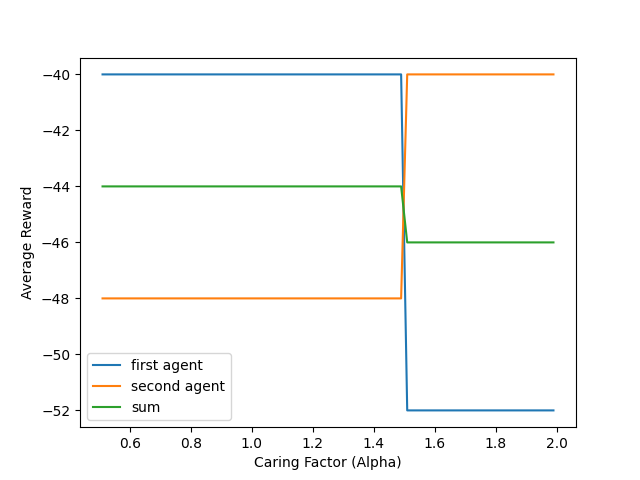 −40
−42
−44
−46
−48
−50
−52
Average Reward
first agent
second agent
sum
0.6 0.8 1.0 1.2 1.4 1.6 1.8 2.0
Caring Factor (Alpha)